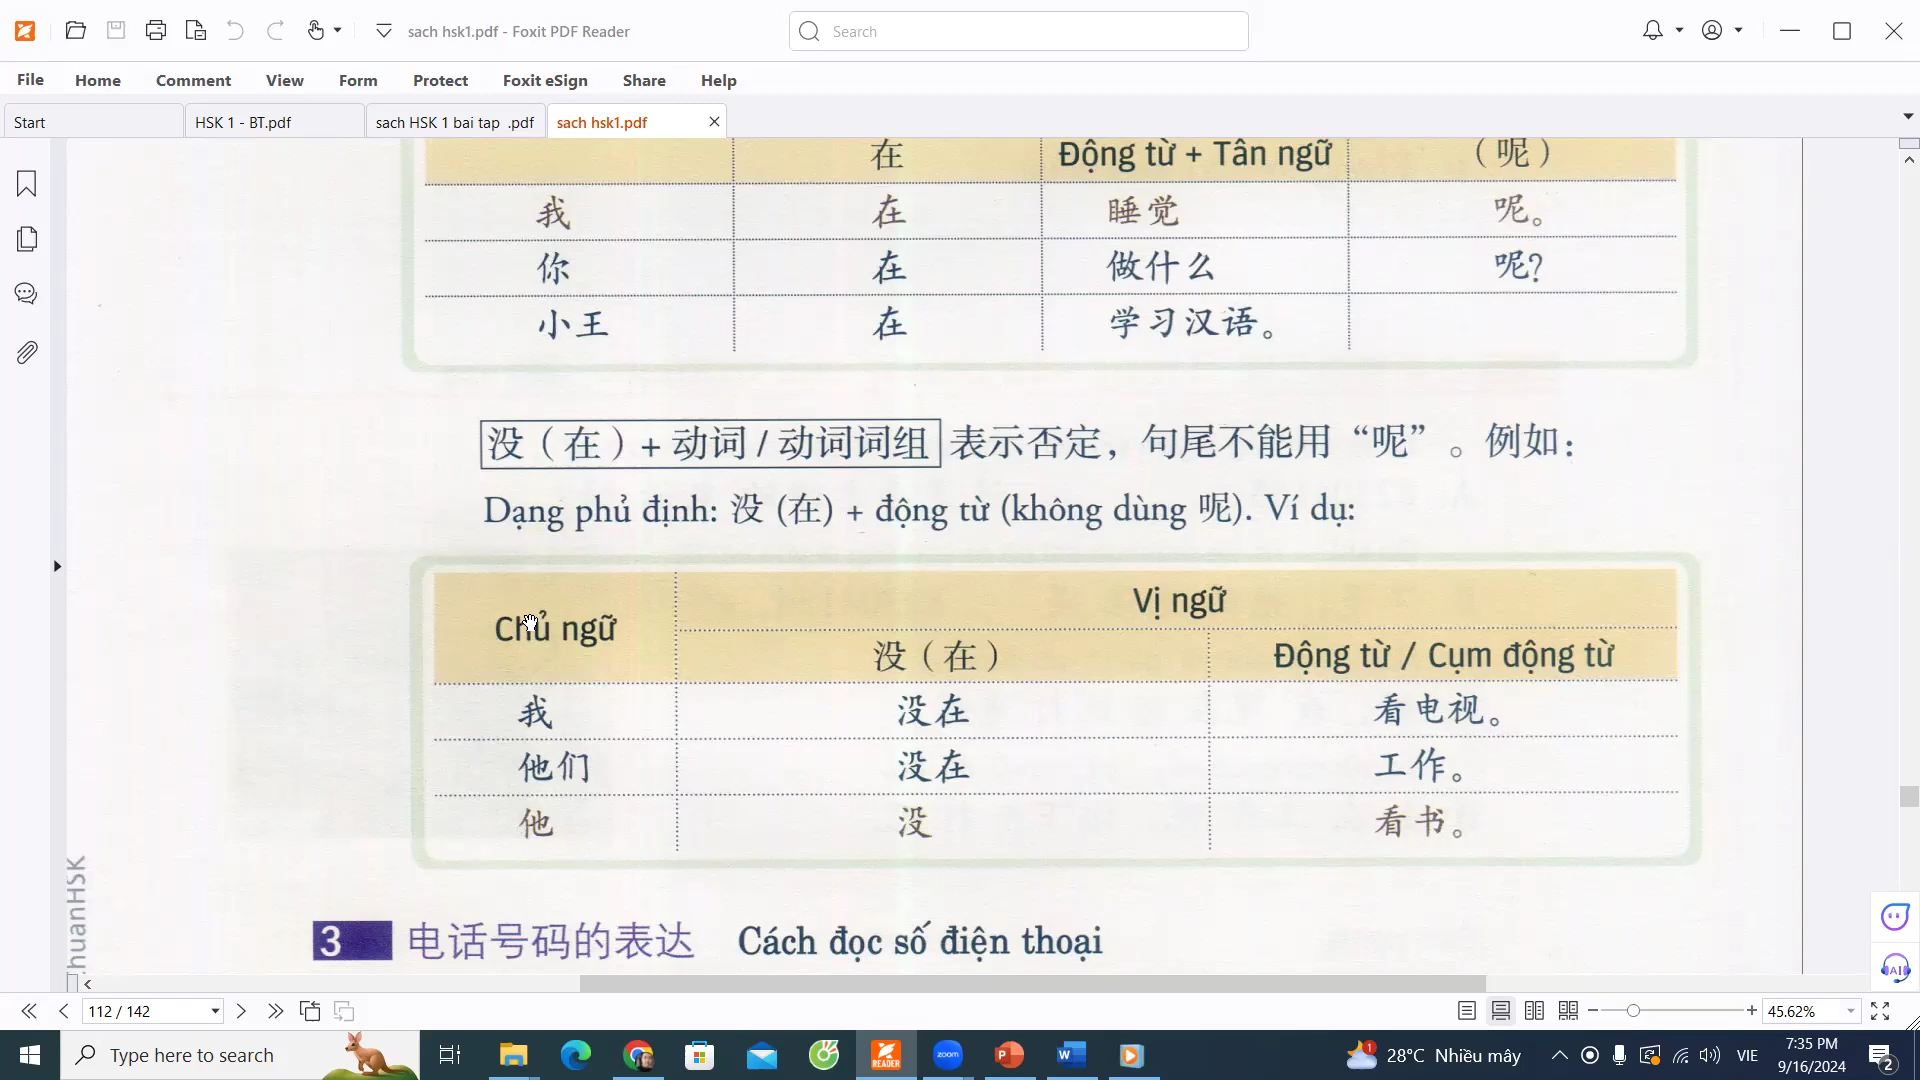 sach hsk1.pdf - Foxit PDF Reader
Search
File Home Comment View Form Protect Foxit eSign Share Help
Start HSK 1 - BT.pdf sach HSK 1 bai tap .pdf sach hsk1.pdf
在 Động từ + Tân ngữ （呢）
我 在 睡觉 呢。
你 在 做什么 呢?
小王 在 学习汉语。
没（在）+ 动词 / 动词词组 表示否定，句尾不能用“呢”。例如：
Dạng phủ định: 没 (在) + động từ (không dùng 呢). Ví dụ:
Chủ ngữ Vị ngữ
没（在） Động từ / Cụm động từ
我 没在 看电视。
他们 没在 工作。
他 没 看书。
3 电话号码的表达 Cách đọc số điện thoại
huanHSK
112 / 142
45.62%
Type here to search
READER
zoom
1
28°C Nhiều mây
VIE
7:35 PM
9/16/2024
2
AI